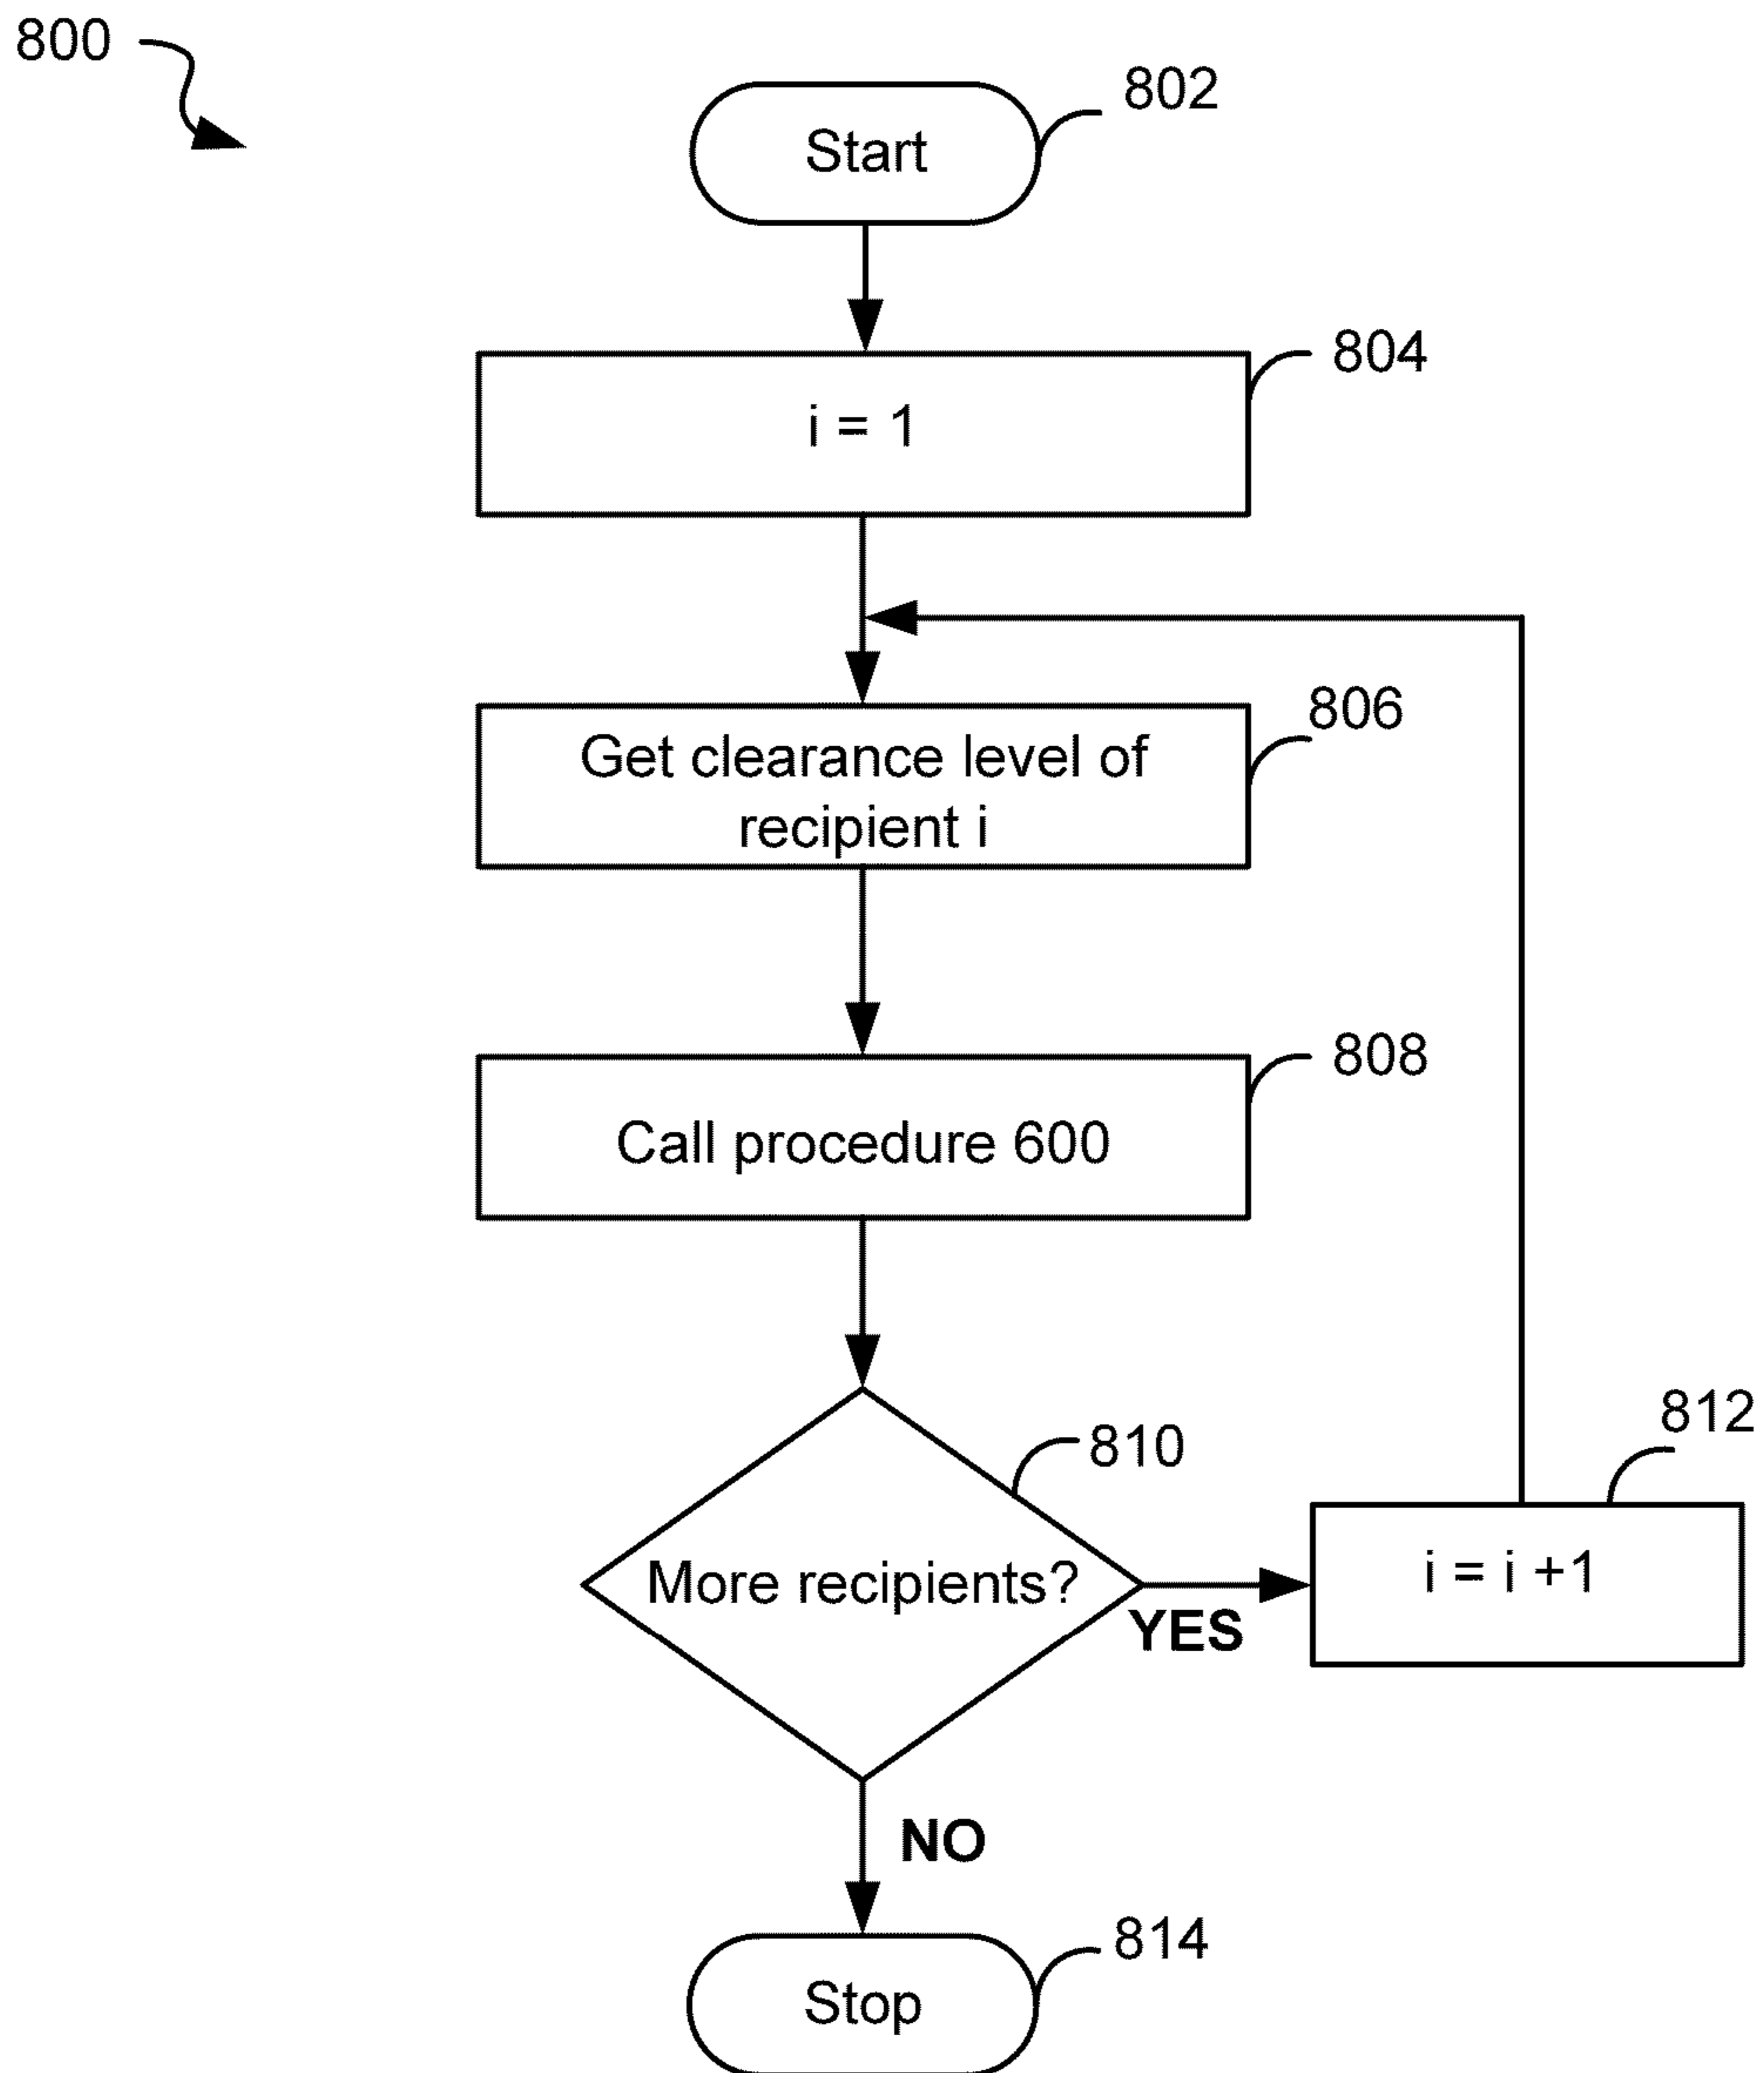 800
802
Start
804
i = 1
806
Get clearance level of
recipient i
808
Call procedure 600
810
812
More recipients?
i = i +1
YES
NO
814
Stop